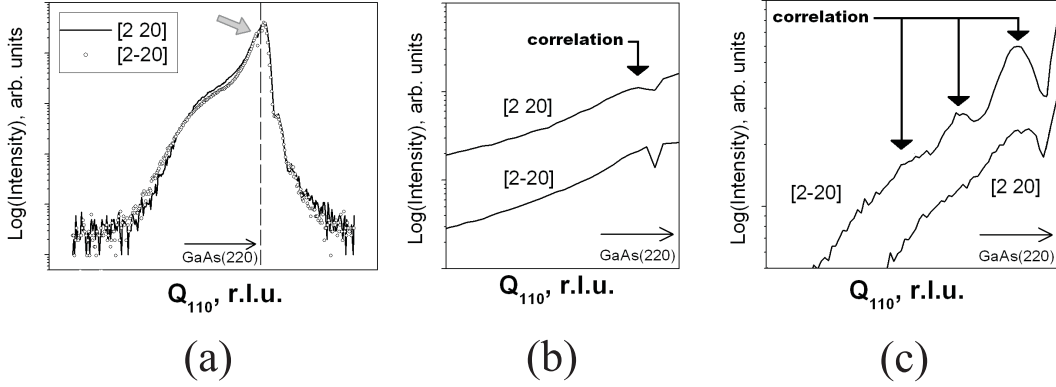 [2 20]
[2-20]
Log(Intensity), arb. units
GaAs(220)
Q110, r.l.u.
(a)
correlation
[2 20]
[2-20]
Log(Intensity), arb. units
GaAs(220)
Q110, r.l.u.
(b)
correlation
[2-20]
[2 20]
Log(Intensity), arb. units
GaAs(220)
Q110, r.l.u.
(c)